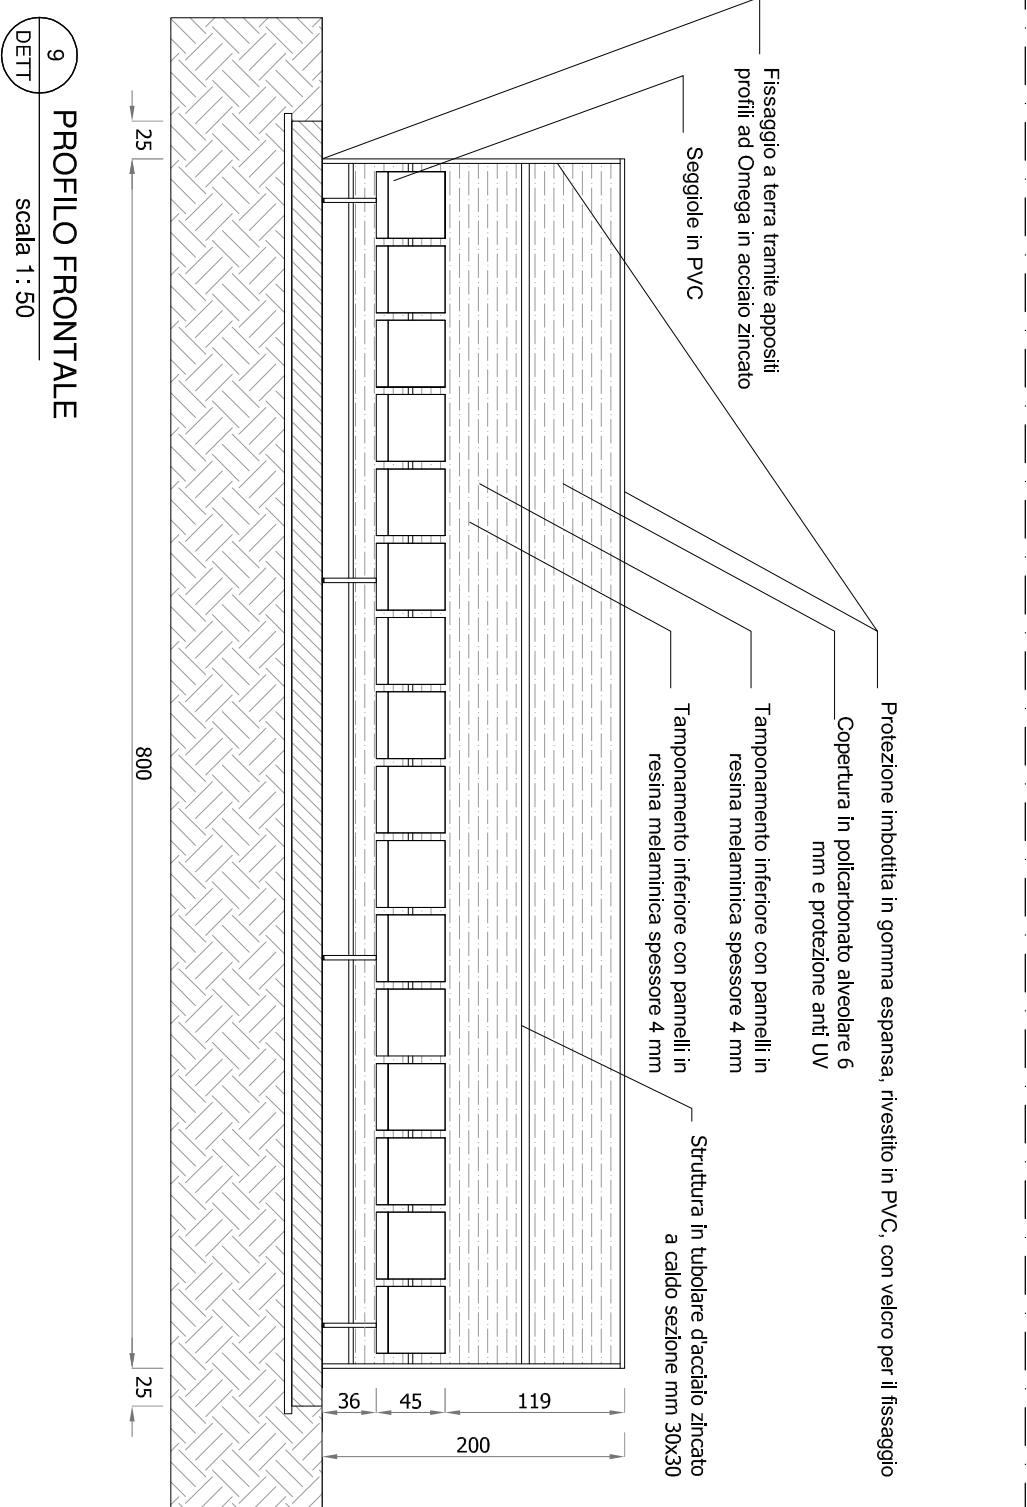 Protezione imbottita in gomma espansa, rivestito in PVC, con velcro per il fissaggio
Copertura in policarbonato alveolare 6
mm e protezione anti UV
Fissaggio a terra tramite appositi
profili ad Omega in acciaio zincato
Tamponamento inferiore con pannelli in
resina melaminica spessore 4 mm
Seggiole in PVC
Tamponamento inferiore con pannelli in
resina melaminica spessore 4 mm
Struttura in tubolare d'acciaio zincato
a caldo sezione mm 30x30
119
45
36
200
25
800
25
9
DETT
PROFILO FRONTALE
scala 1: 50